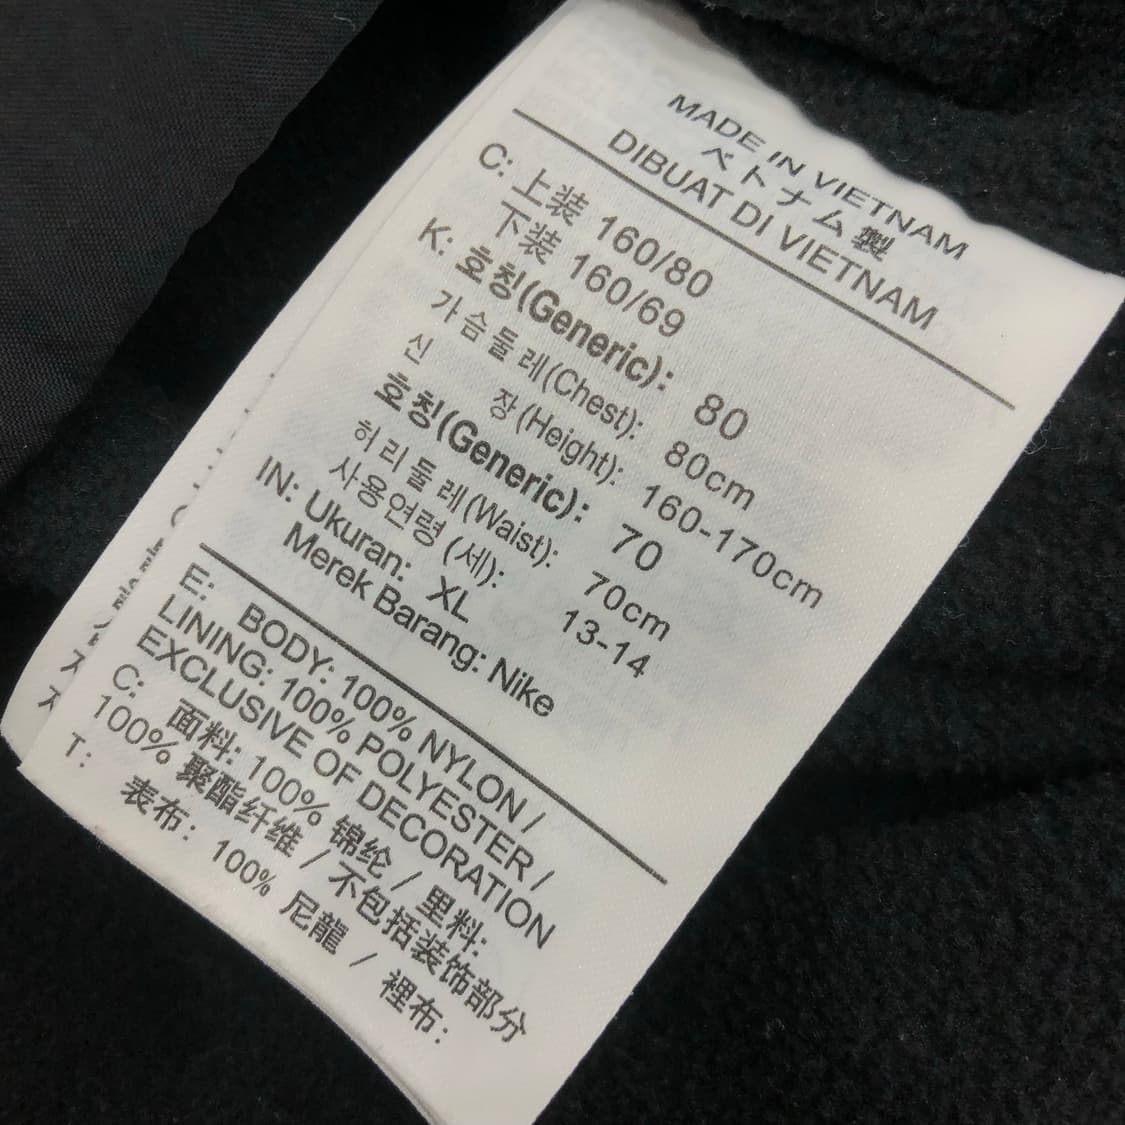 MADE IN VIETNAM
ベトナム製
DIBUAT DI VIETNAM
C: 上装 160/80
下装 160/69
K: 호칭(Generic): 80
가슴둘레(Chest): 80cm
신 장(Height): 160-170cm
호칭(Generic): 70
허리둘레(Waist): 70cm
사용연령 (세): 13-14
IN: Ukuran: XL
Merek Barang: Nike
E: BODY: 100% NYLON /
LINING: 100% POLYESTER /
EXCLUSIVE OF DECORATION
C: 面料: 100% 锦纶 / 里料:
100% 聚酯纤维 / 不包括装饰部分
T: 表布: 100% 尼龍 / 裡布: